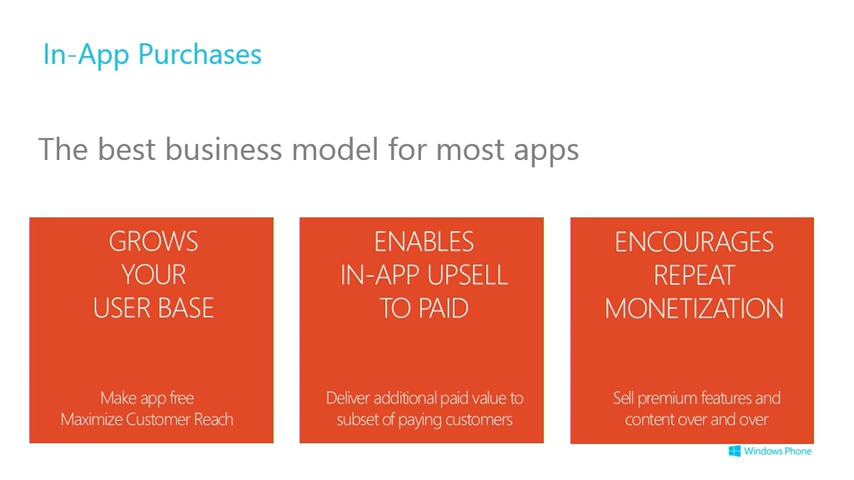 In-App Purchases
The best business model for most apps
GROWS
YOUR
USER BASE
Make app free
Maximize Customer Reach
ENABLES
IN-APP UPSELL
TO PAID
Deliver additional paid value to
subset of paying customers
ENCOURAGES
REPEAT
MONETIZATION
Sell premium features and
content over and over
Windows Phone